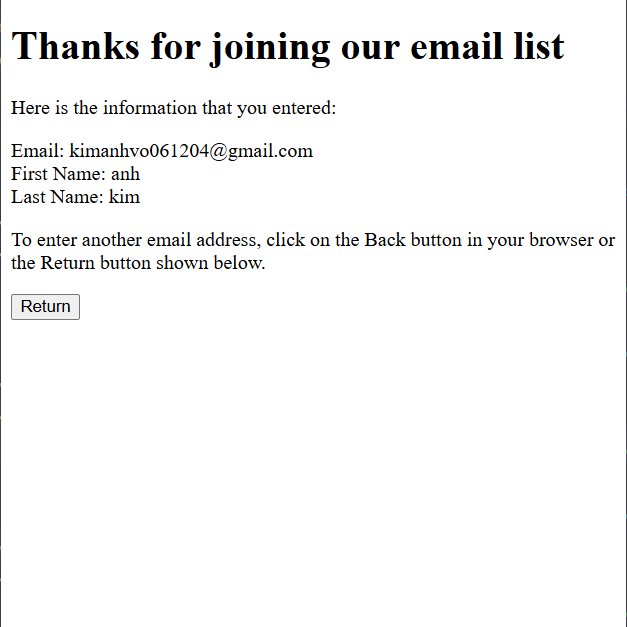 Thanks for joining our email list
Here is the information that you entered:
Email: kimanhvo061204@gmail.com
First Name: anh
Last Name: kim
To enter another email address, click on the Back button in your browser or
the Return button shown below.
Return